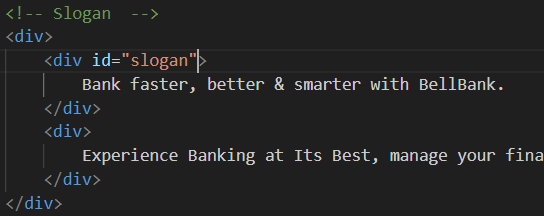 <!-- Slogan  -->
<div>
    <div id="slogan">
        Bank faster, better & smarter with BellBank.
    </div>
    <div>
        Experience Banking at Its Best, manage your fina
    </div>
</div>